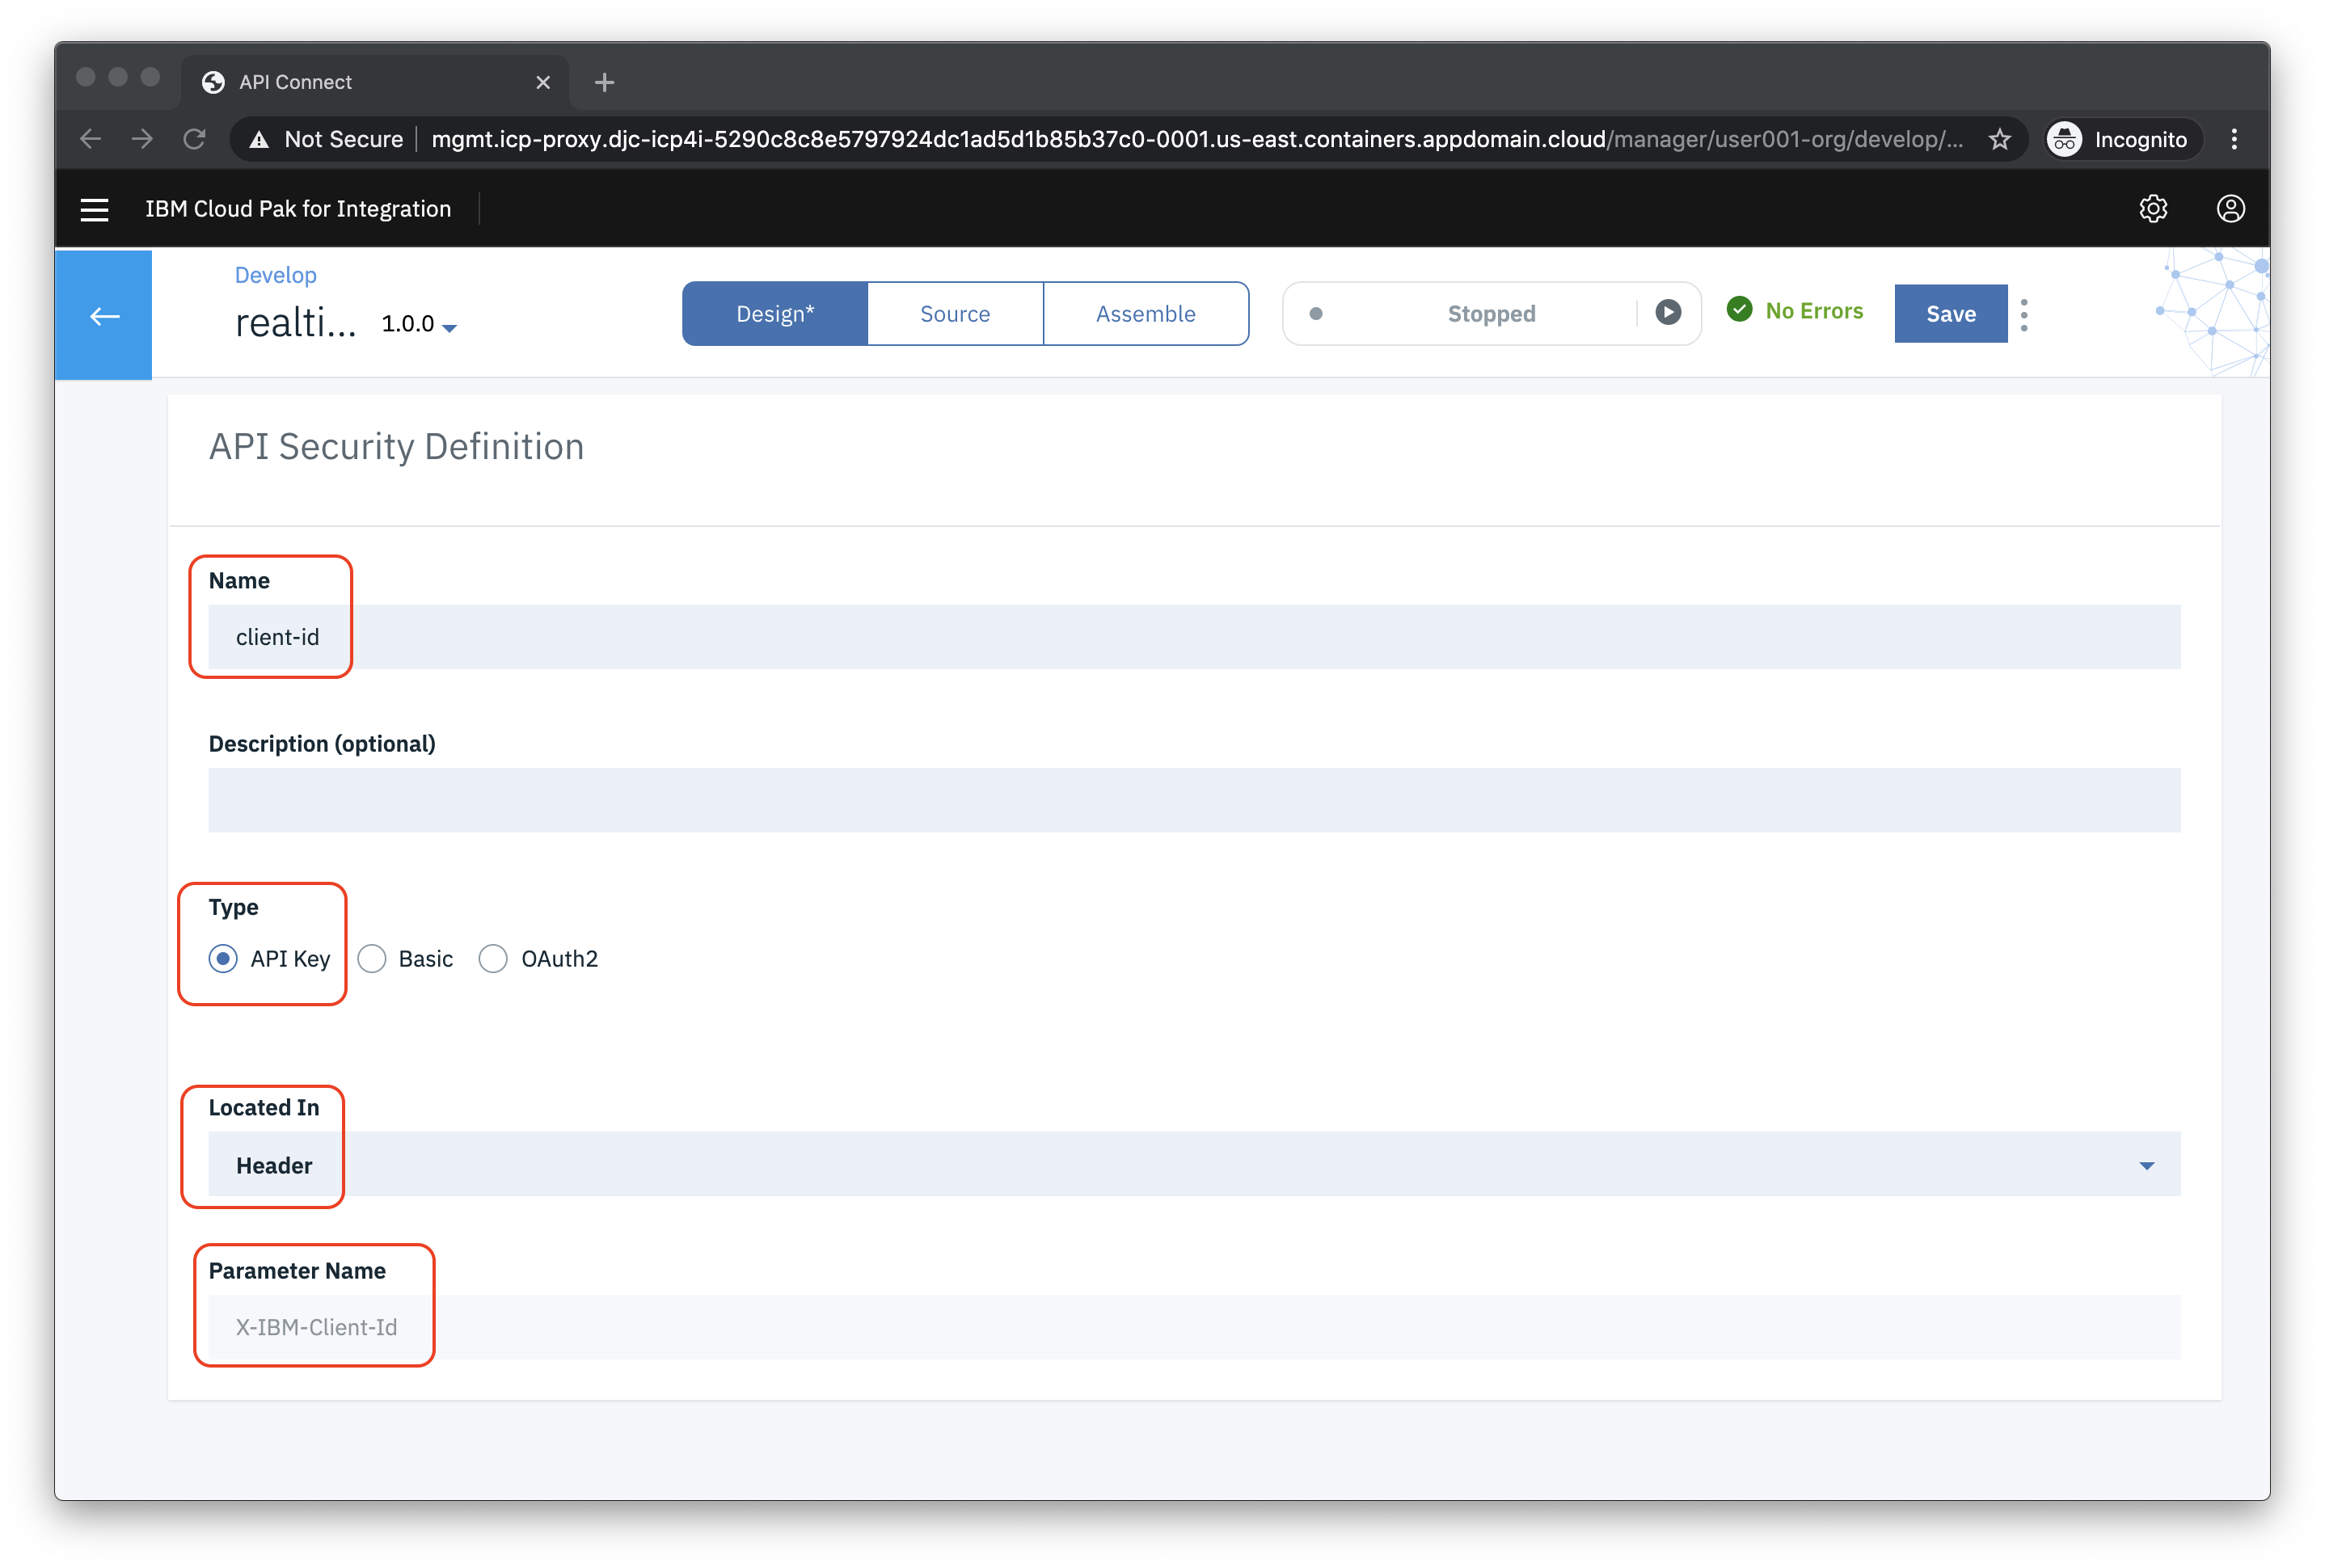 API Connect
Not Secure mgmt.icp-proxy.djc-icp4i-5290c8c8e5797924dc1ad5d1b85b37c0-0001.us-east.containers.appdomain.cloud/manager/user001-org/develop/... Incognito
IBM Cloud Pak for Integration
Develop
realti... 1.0.0
Design* Source Assemble Stopped No Errors Save
API Security Definition
Name
client-id
Description (optional)
Type
API Key Basic OAuth2
Located In
Header
Parameter Name
X-IBM-Client-Id